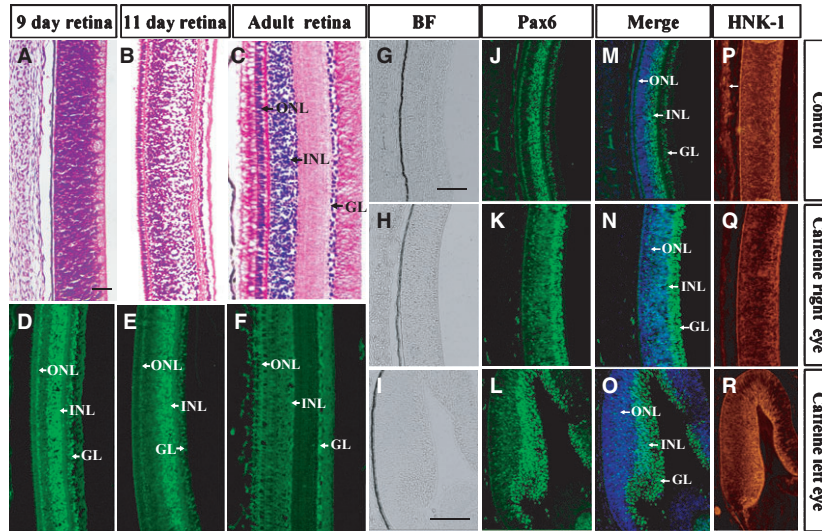 9 day retina 11 day retina Adult retina BF Pax6 Merge HNK-1
A B C G J M P
ONL INL GL
ONL INL GL
Control
H K N Q
ONL INL GL
Caffeine right eye
D E F
ONL INL GL
ONL INL GL
ONL INL GL
I L O R
ONL INL GL
Caffeine left eye